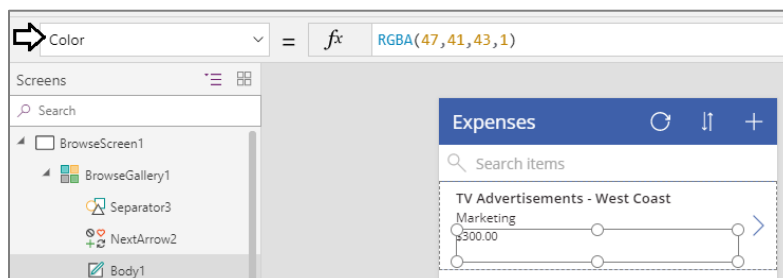 Color = fx RGBA(47,41,43,1)
Screens
Search
BrowseScreen1
BrowseGallery1
Separator3
NextArrow2
Body1
Expenses
Search items
TV Advertisements - West Coast
Marketing
$300.00